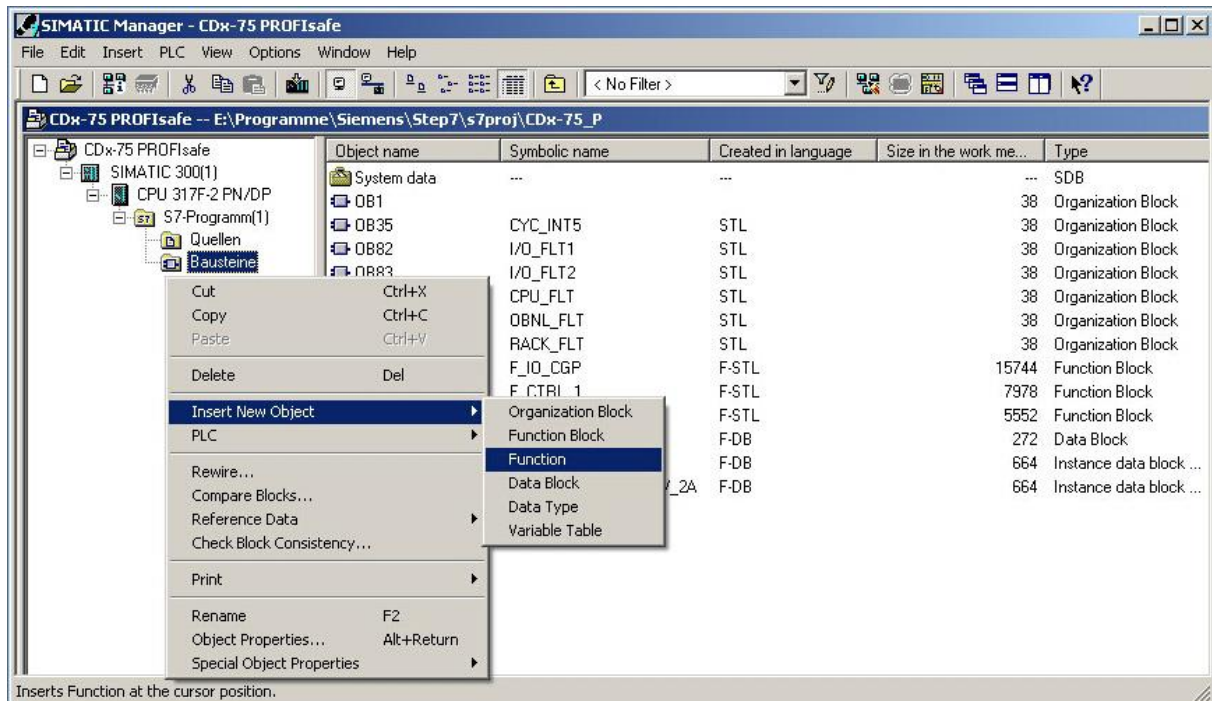 SIMATIC Manager - CDx-75 PROFIsafe
File Edit Insert PLC View Options Window Help
< No Filter >
CDx-75 PROFIsafe -- E:\Programme\Siemens\Step7\s7proj\CDx-75_P
CDx-75 PROFIsafe
SIMATIC 300(1)
CPU 317F-2 PN/DP
S7-Programm(1)
Quellen
Bausteine
Object name Symbolic name Created in language Size in the work me... Type
System data --- --- --- SDB
OB1 38 Organization Block
OB35 CYC_INT5 STL 38 Organization Block
OB82 I/O_FLT1 STL 38 Organization Block
OB83 I/O_FLT2 STL 38 Organization Block
CPU_FLT STL 38 Organization Block
OBNL_FLT STL 38 Organization Block
RACK_FLT STL 38 Organization Block
F_IO_CGP F-STL 15744 Function Block
F_CTRL_1 F-STL 7978 Function Block
F-STL 5552 Function Block
F-DB 272 Data Block
F-DB 664 Instance data block ...
_2A F-DB 664 Instance data block ...
Cut Ctrl+X
Copy Ctrl+C
Paste Ctrl+V
Delete Del
Insert New Object
PLC
Rewire...
Compare Blocks...
Reference Data
Check Block Consistency...
Print
Rename F2
Object Properties... Alt+Return
Special Object Properties
Organization Block
Function Block
Function
Data Block
Data Type
Variable Table
Inserts Function at the cursor position.